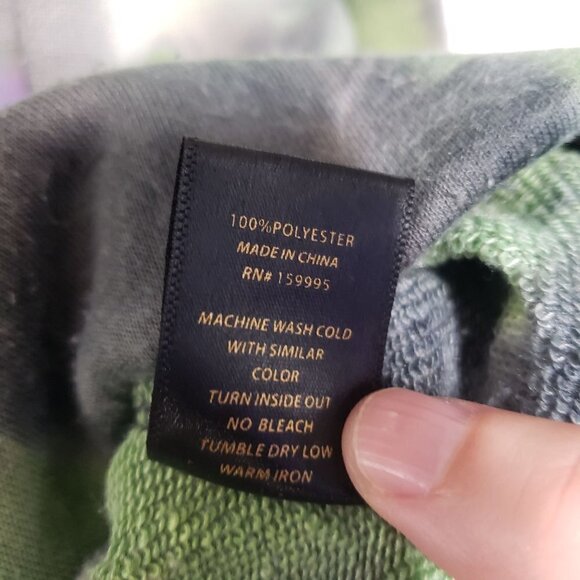 100%POLYESTER
MADE IN CHINA
RN# 159995
MACHINE WASH COLD
WITH SIMILAR
COLOR
TURN INSIDE OUT
NO BLEACH
TUMBLE DRY LOW
WARM IRON